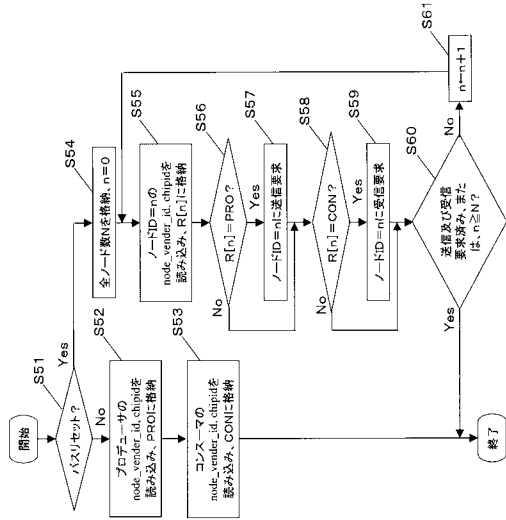 開始
S51
バスリセット?
Yes
No
S52
プロデューサの
node_vender_id, chipidを
読み込み、PROに格納
S53
コンスーマの
node_vender_id, chipidを
読み込み、CONに格納
S54
全ノード数Nを格納、n=0
S55
ノードID=nの
node_vender_id, chipidを
読み込み、R[n]に格納
S56
R[n]=PRO?
No
Yes
S57
ノードID=nに送信要求
S58
R[n]=CON?
No
Yes
S59
ノードID=nに受信要求
S60
送信及び受信
要求済み、また
は、n≧N?
Yes
No
S61
n←n+1
終了